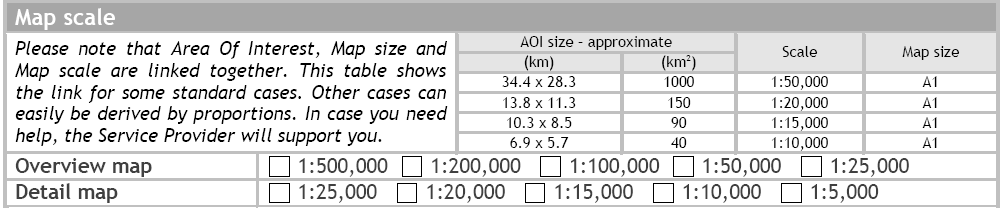 Map scale
Please note that Area Of Interest, Map size and
Map scale are linked together. This table shows
the link for some standard cases. Other cases can
easily be derived by proportions. In case you need
help, the Service Provider will support you.
AOI size - approximate Scale Map size
(km) (km²)
34.4 x 28.3 1000 1:50,000 A1
13.8 x 11.3 150 1:20,000 A1
10.3 x 8.5 90 1:15,000 A1
6.9 x 5.7 40 1:10,000 A1
Overview map 1:500,000 1:200,000 1:100,000 1:50,000 1:25,000
Detail map 1:25,000 1:20,000 1:15,000 1:10,000 1:5,000